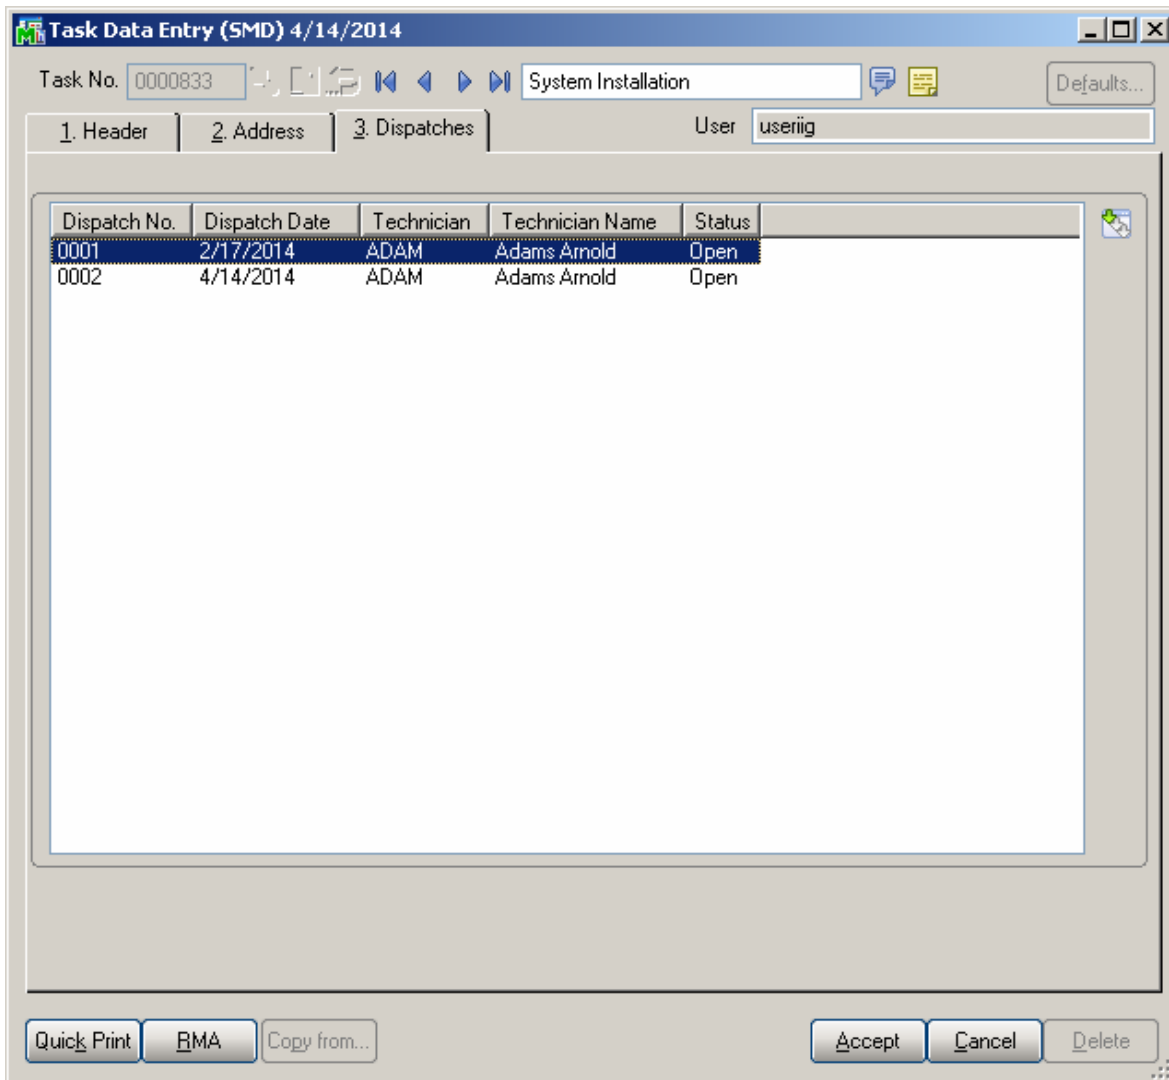 Task Data Entry (SMD) 4/14/2014
Task No. 0000833 System Installation Defaults...
1. Header 2. Address 3. Dispatches User useriig
Dispatch No. Dispatch Date Technician Technician Name Status
0001 2/17/2014 ADAM Adams Arnold Open
0002 4/14/2014 ADAM Adams Arnold Open
Quick Print RMA Copy from... Accept Cancel Delete